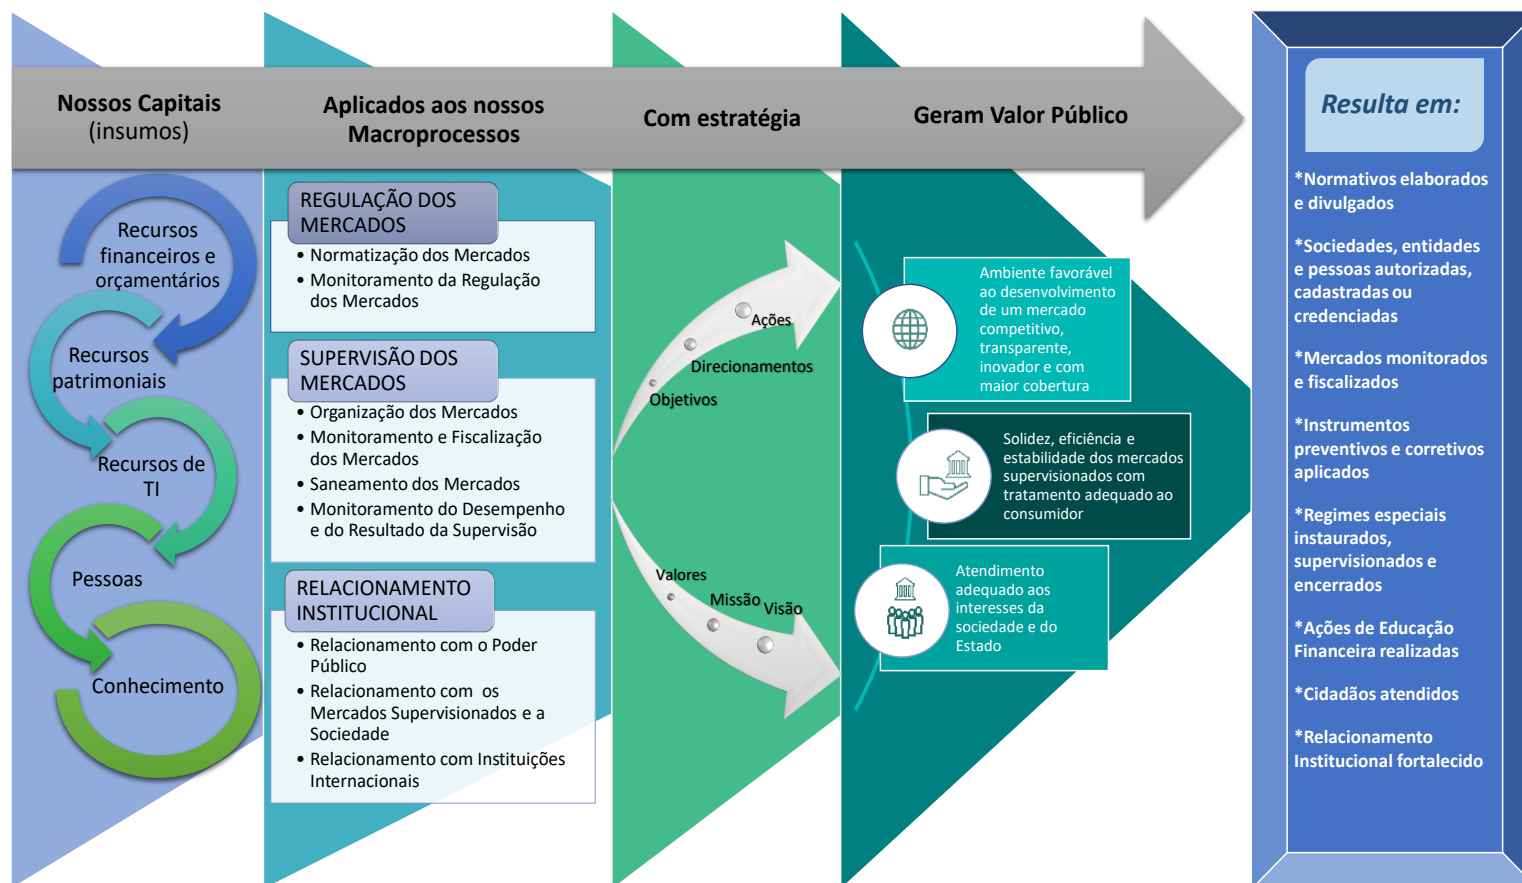 Nossos Capitais
(insumos)
Aplicados aos nossos
Macroprocessos
Com estratégia
Geram Valor Público
Recursos
financeiros e
orçamentários
Recursos
patrimoniais
Recursos de
TI
Pessoas
Conhecimento
REGULAÇÃO DOS
MERCADOS
• Normatização dos Mercados
• Monitoramento da Regulação
dos Mercados
SUPERVISÃO DOS
MERCADOS
• Organização dos Mercados
• Monitoramento e Fiscalização
dos Mercados
• Saneamento dos Mercados
• Monitoramento do Desempenho
e do Resultado da Supervisão
RELACIONAMENTO
INSTITUCIONAL
• Relacionamento com o Poder
Público
• Relacionamento com os
Mercados Supervisionados e a
Sociedade
• Relacionamento com Instituições
Internacionais
Ações
Direcionamentos
Objetivos
Valores
Missão
Visão
Ambiente favorável
ao desenvolvimento
de um mercado
competitivo,
transparente,
inovador e com
maior cobertura
Solidez, eficiência e
estabilidade dos mercados
supervisionados com
tratamento adequado ao
consumidor
Atendimento
adequado aos
interesses da
sociedade e do
Estado
Resulta em:
*Normativos elaborados
e divulgados
*Sociedades, entidades
e pessoas autorizadas,
cadastradas ou
credenciadas
*Mercados monitorados
e fiscalizados
*Instrumentos
preventivos e corretivos
aplicados
*Regimes especiais
instaurados,
supervisionados e
encerrados
*Ações de Educação
Financeira realizadas
*Cidadãos atendidos
*Relacionamento
Institucional fortalecido